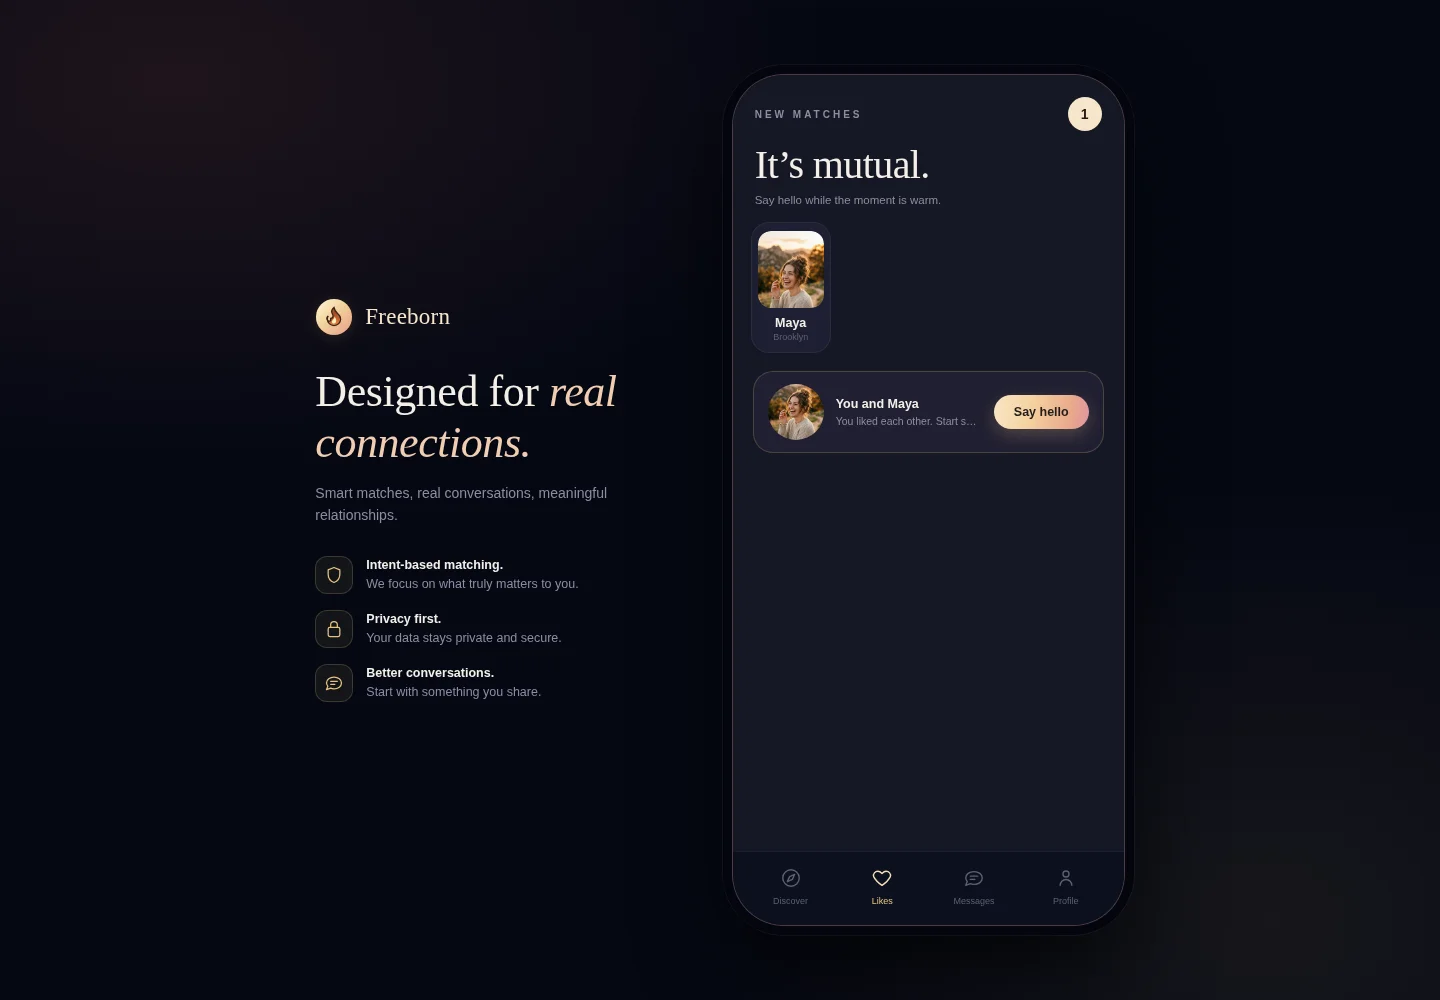 Freeborn
Designed for real
connections.
Smart matches, real conversations, meaningful
relationships.
Intent-based matching.
We focus on what truly matters to you.
Privacy first.
Your data stays private and secure.
Better conversations.
Start with something you share.
NEW MATCHES
1
It’s mutual.
Say hello while the moment is warm.
Maya
Brooklyn
You and Maya
You liked each other. Start s…
Say hello
Discover
Likes
Messages
Profile